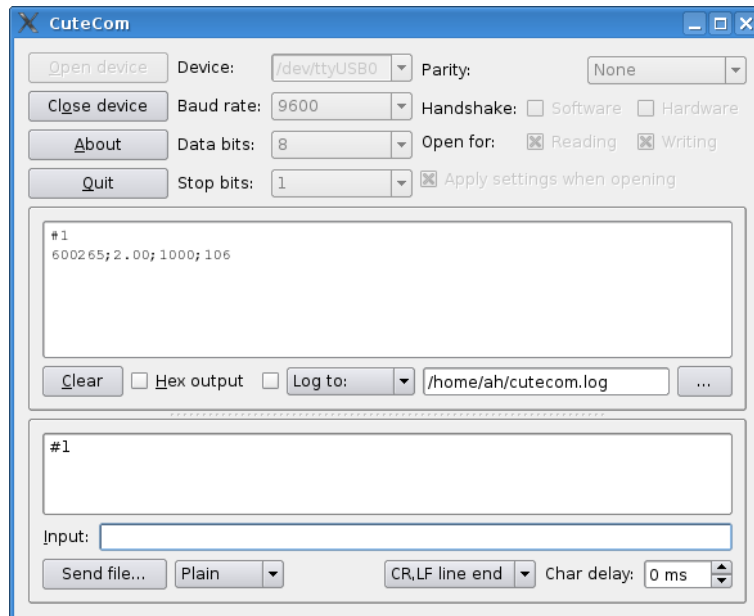 CuteCom
Open device Device: /dev/ttyUSB0 Parity: None
Close device Baud rate: 9600 Handshake: Software Hardware
About Data bits: 8 Open for: Reading Writing
Quit Stop bits: 1 Apply settings when opening
#1
600265;2.00;1000;106
Clear Hex output Log to: /home/ah/cutecom.log ...
#1
Input:
Send file... Plain CR,LF line end Char delay: 0 ms